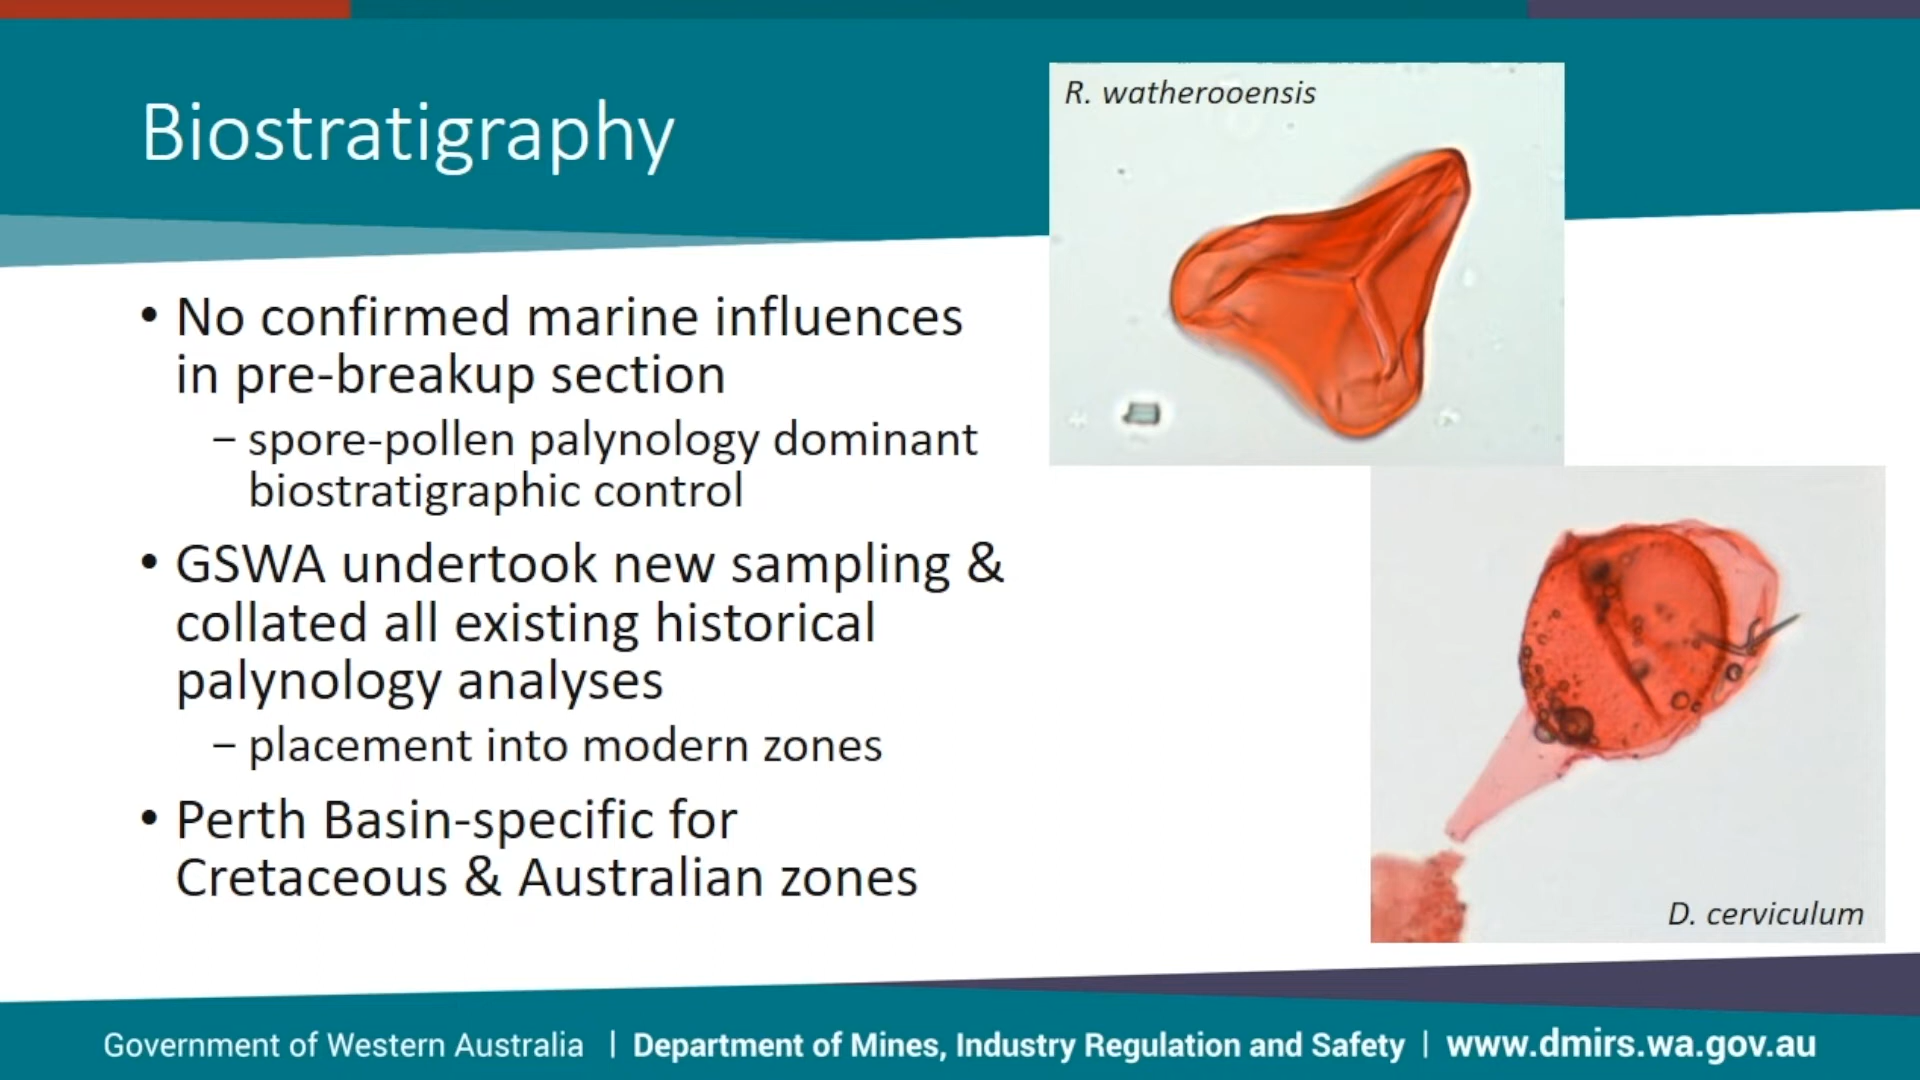 Biostratigraphy
R. watherooensis
• No confirmed marine influences
in pre-breakup section
– spore-pollen palynology dominant
biostratigraphic control
• GSWA undertook new sampling &
collated all existing historical
palynology analyses
– placement into modern zones
• Perth Basin-specific for
Cretaceous & Australian zones
D. cerviculum
Government of Western Australia | Department of Mines, Industry Regulation and Safety | www.dmirs.wa.gov.au